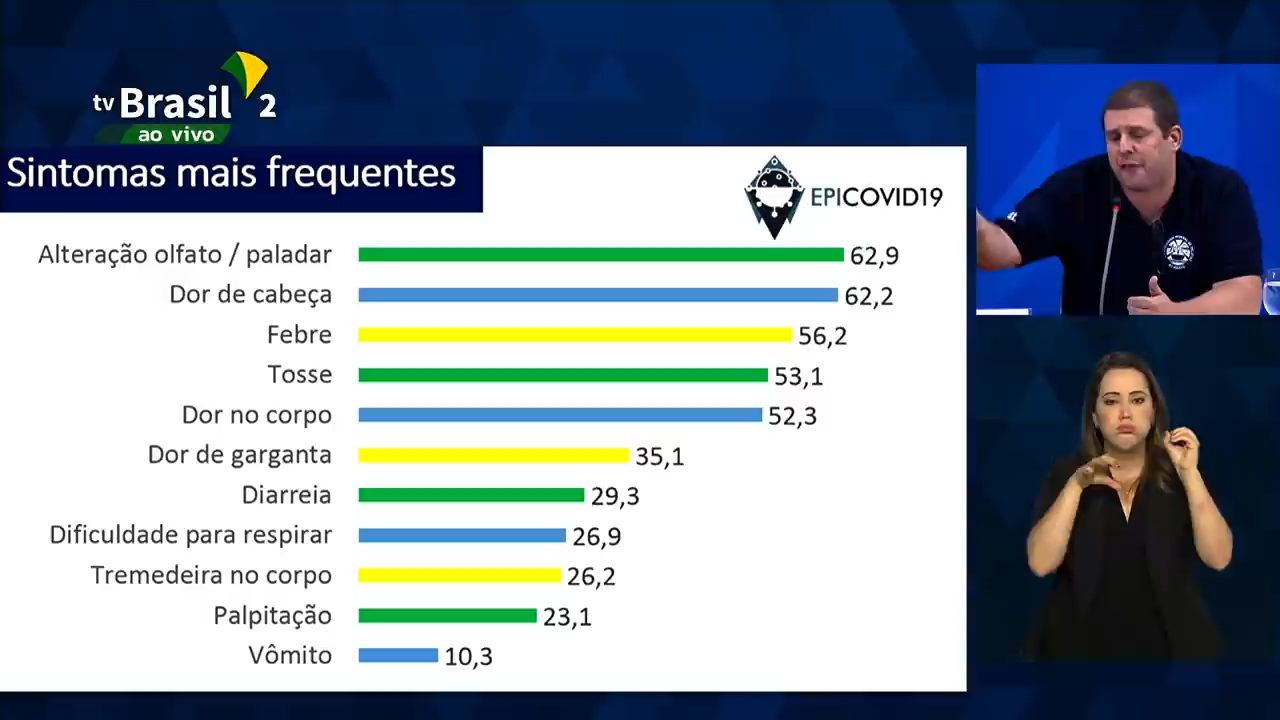 tv Brasil 2
ao vivo
Sintomas mais frequentes
EPICOVID19
Alteração olfato / paladar 62,9
Dor de cabeça 62,2
Febre 56,2
Tosse 53,1
Dor no corpo 52,3
Dor de garganta 35,1
Diarreia 29,3
Dificuldade para respirar 26,9
Tremedeira no corpo 26,2
Palpitação 23,1
Vômito 10,3